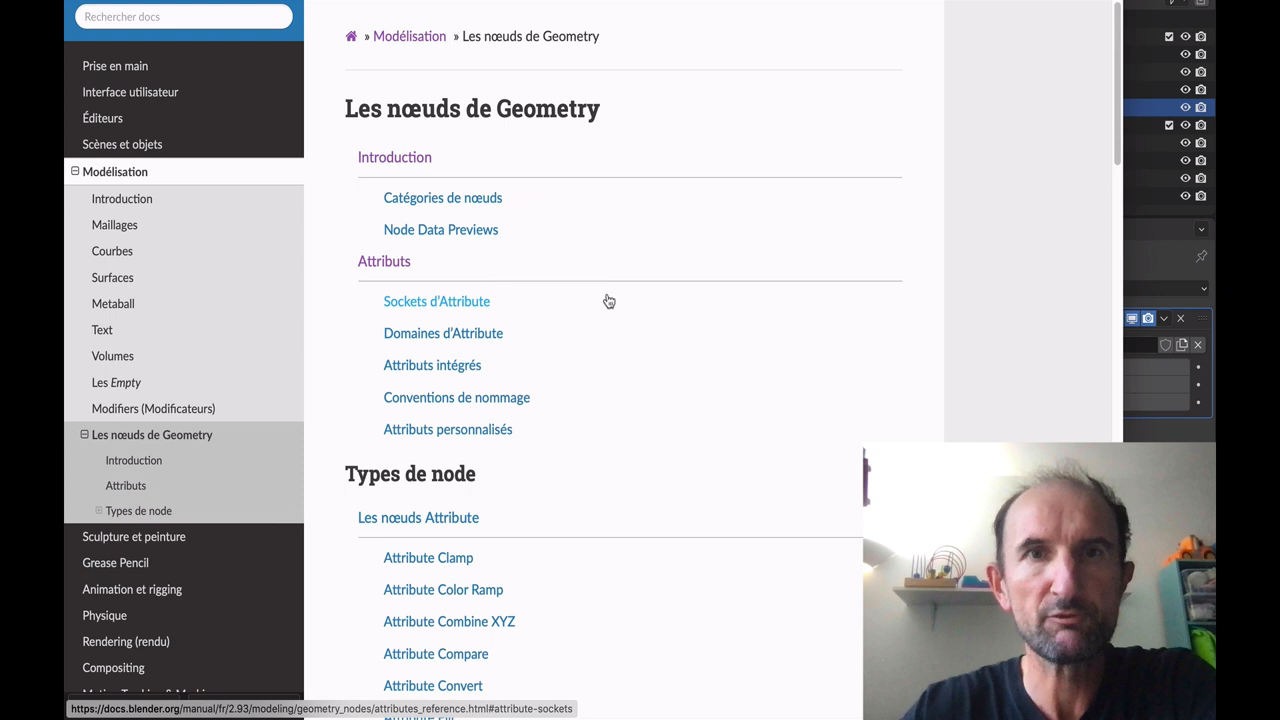 Rechercher docs
Prise en main
Interface utilisateur
Éditeurs
Scènes et objets
Modélisation
Introduction
Maillages
Courbes
Surfaces
Metaball
Text
Volumes
Les Empty
Modifiers (Modificateurs)
Les nœuds de Geometry
Introduction
Attributs
Types de node
Sculpture et peinture
Grease Pencil
Animation et rigging
Physique
Rendering (rendu)
Compositing
» Modélisation » Les nœuds de Geometry
Les nœuds de Geometry
Introduction
Catégories de nœuds
Node Data Previews
Attributs
Sockets d'Attribute
Domaines d'Attribute
Attributs intégrés
Conventions de nommage
Attributs personnalisés
Types de node
Les nœuds Attribute
Attribute Clamp
Attribute Color Ramp
Attribute Combine XYZ
Attribute Compare
Attribute Convert
https://docs.blender.org/manual/fr/2.93/modeling/geometry_nodes/attributes_reference.html#attribute-sockets